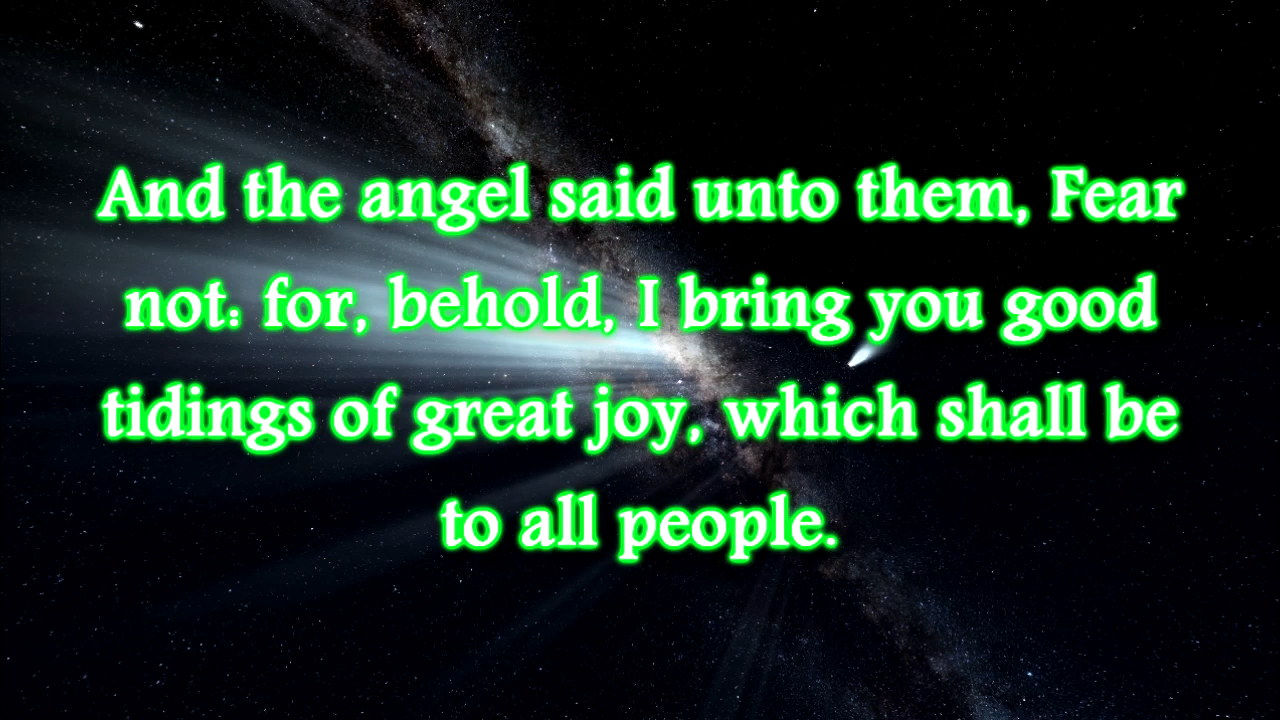 And the angel said unto them, Fear
not: for, behold, I bring you good
tidings of great joy, which shall be
to all people.